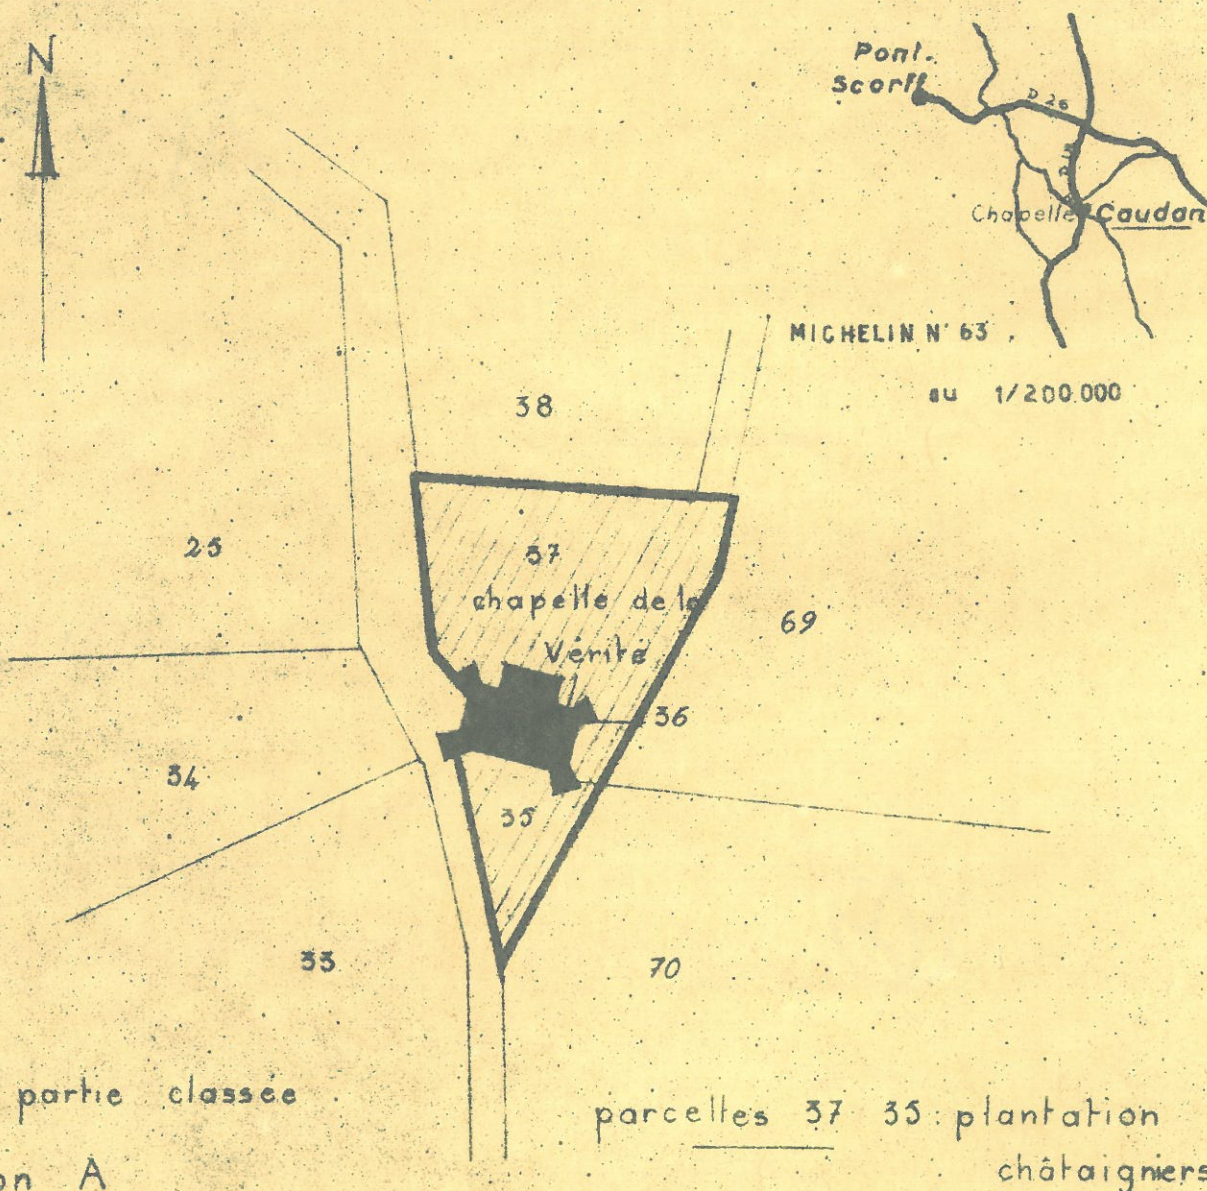 N
Pont.
Scorff
D 26
Chapelle Caudan
MICHELIN N° 63
au 1/200.000
38
25
37
chapelle de la
Vérité
69
36
34
35
33
70
partie classée
parcelles 37 35: plantation
châtaigniers
on A